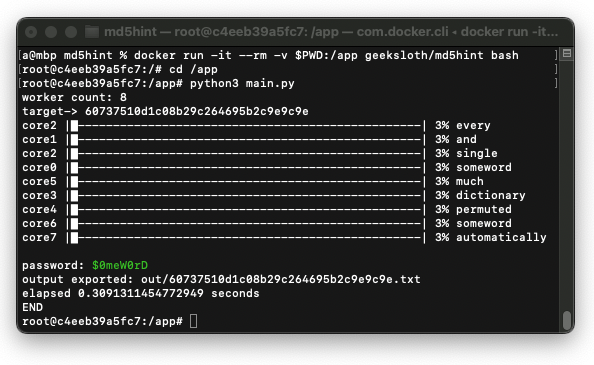 md5hint — root@c4eeb39a5fc7: /app — com.docker.cli ◂ docker run -it…
[a@mbp md5hint % docker run -it --rm -v $PWD:/app geeksloth/md5hint bash ]
[root@c4eeb39a5fc7:/# cd /app ]
[root@c4eeb39a5fc7:/app# python3 main.py ]
worker count: 8
target-> 60737510d1c08b29c264695b2c9e9c9e
core2 |█-------------------------------------------------| 3% every
core1 |█-------------------------------------------------| 3% and
core2 |█-------------------------------------------------| 3% single
core0 |█-------------------------------------------------| 3% someword
core5 |█-------------------------------------------------| 3% much
core3 |█-------------------------------------------------| 3% dictionary
core4 |█-------------------------------------------------| 3% permuted
core6 |█-------------------------------------------------| 3% someword
core7 |█-------------------------------------------------| 3% automatically
password: $0meW0rD
output exported: out/60737510d1c08b29c264695b2c9e9c9e.txt
elapsed 0.3091311454772949 seconds
END
root@c4eeb39a5fc7:/app#